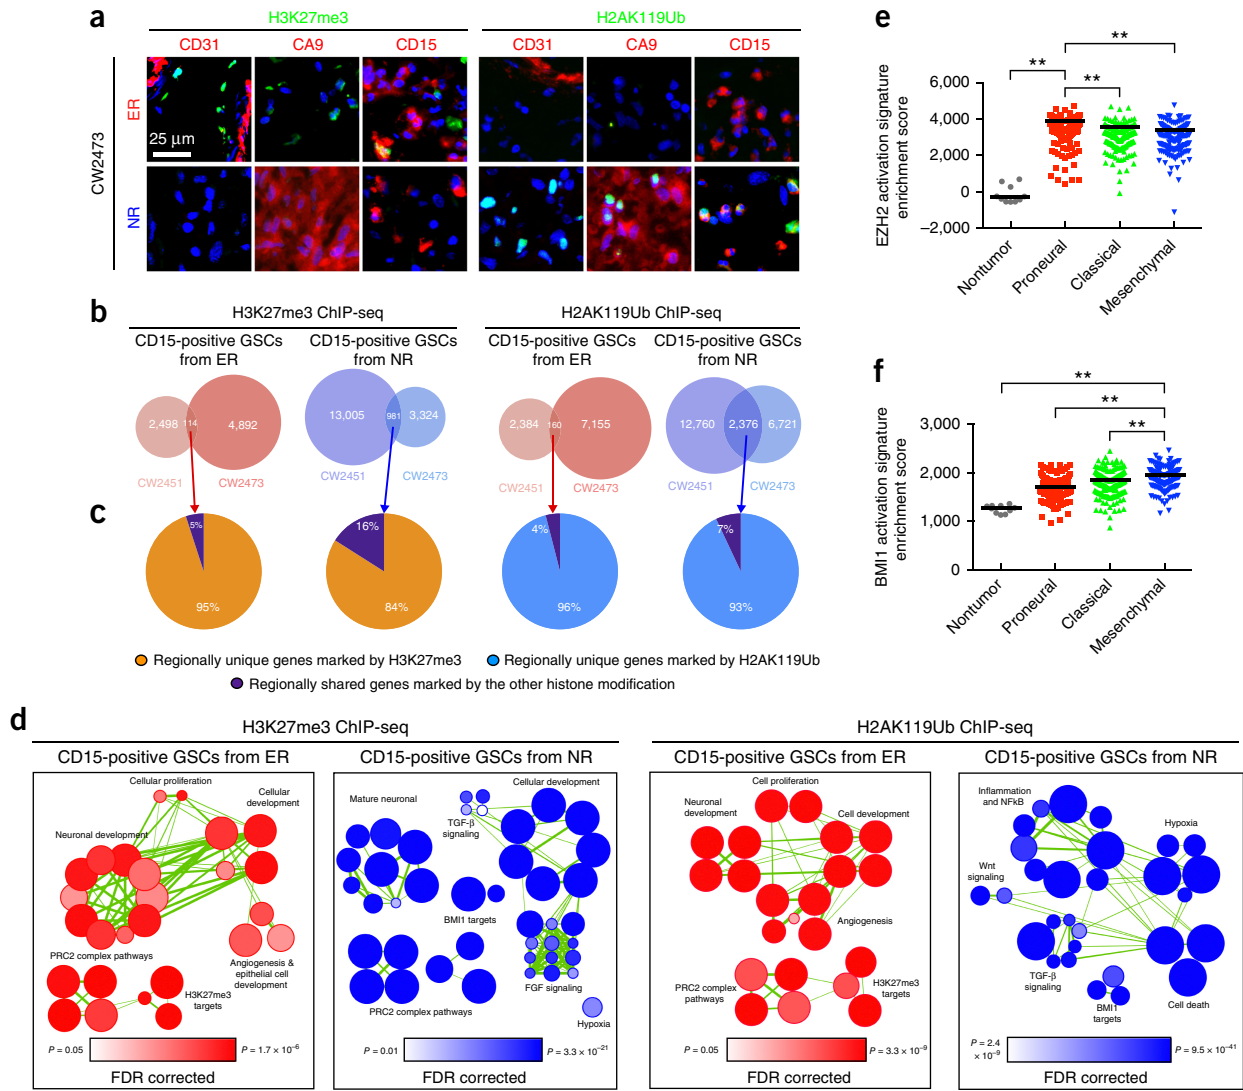 a
H3K27me3
H2AK119Ub
CD31
CA9
CD15
CD31
CA9
CD15
CW2473
ER
NR
25 µm
b
H3K27me3 ChIP-seq
H2AK119Ub ChIP-seq
CD15-positive GSCs
from ER
CD15-positive GSCs
from NR
CD15-positive GSCs
from ER
CD15-positive GSCs
from NR
2,498
114
4,892
13,005
981
3,324
2,384
160
7,155
12,760
2,376
6,721
CW2451
CW2473
CW2451
CW2473
CW2451
CW2473
CW2451
CW2473
c
5%
95%
16%
84%
4%
96%
7%
93%
Regionally unique genes marked by H3K27me3
Regionally unique genes marked by H2AK119Ub
Regionally shared genes marked by the other histone modification
d
H3K27me3 ChIP-seq
H2AK119Ub ChIP-seq
CD15-positive GSCs from ER
CD15-positive GSCs from NR
CD15-positive GSCs from ER
CD15-positive GSCs from NR
Cellular proliferation
Cellular
development
Neuronal development
PRC2 complex pathways
Angiogenesis &
epithelial cell
development
H3K27me3
targets
P = 0.05
P = 1.7 × 10⁻⁶
FDR corrected
Cellular development
Mature neuronal
TGF-β
signaling
BMI1 targets
PRC2 complex pathways
FGF signaling
Hypoxia
P = 0.01
P = 3.3 × 10⁻²¹
FDR corrected
Cell proliferation
Neuronal
development
Cell development
Angiogenesis
PRC2 complex
pathways
H3K27me3
targets
P = 0.05
P = 3.3 × 10⁻⁹
FDR corrected
Inflammation
and NFkB
Hypoxia
Wnt
signaling
TGF-β
signaling
BMI1
targets
Cell death
P = 2.4
× 10⁻⁹
P = 9.5 × 10⁻⁴¹
FDR corrected
e
**
**
**
EZH2 activation signature
enrichment score
6,000
4,000
2,000
0
–2,000
Nontumor
Proneural
Classical
Mesenchymal
f
**
**
**
BMI1 activation signature
enrichment score
3,000
2,000
1,000
0
Nontumor
Proneural
Classical
Mesenchymal